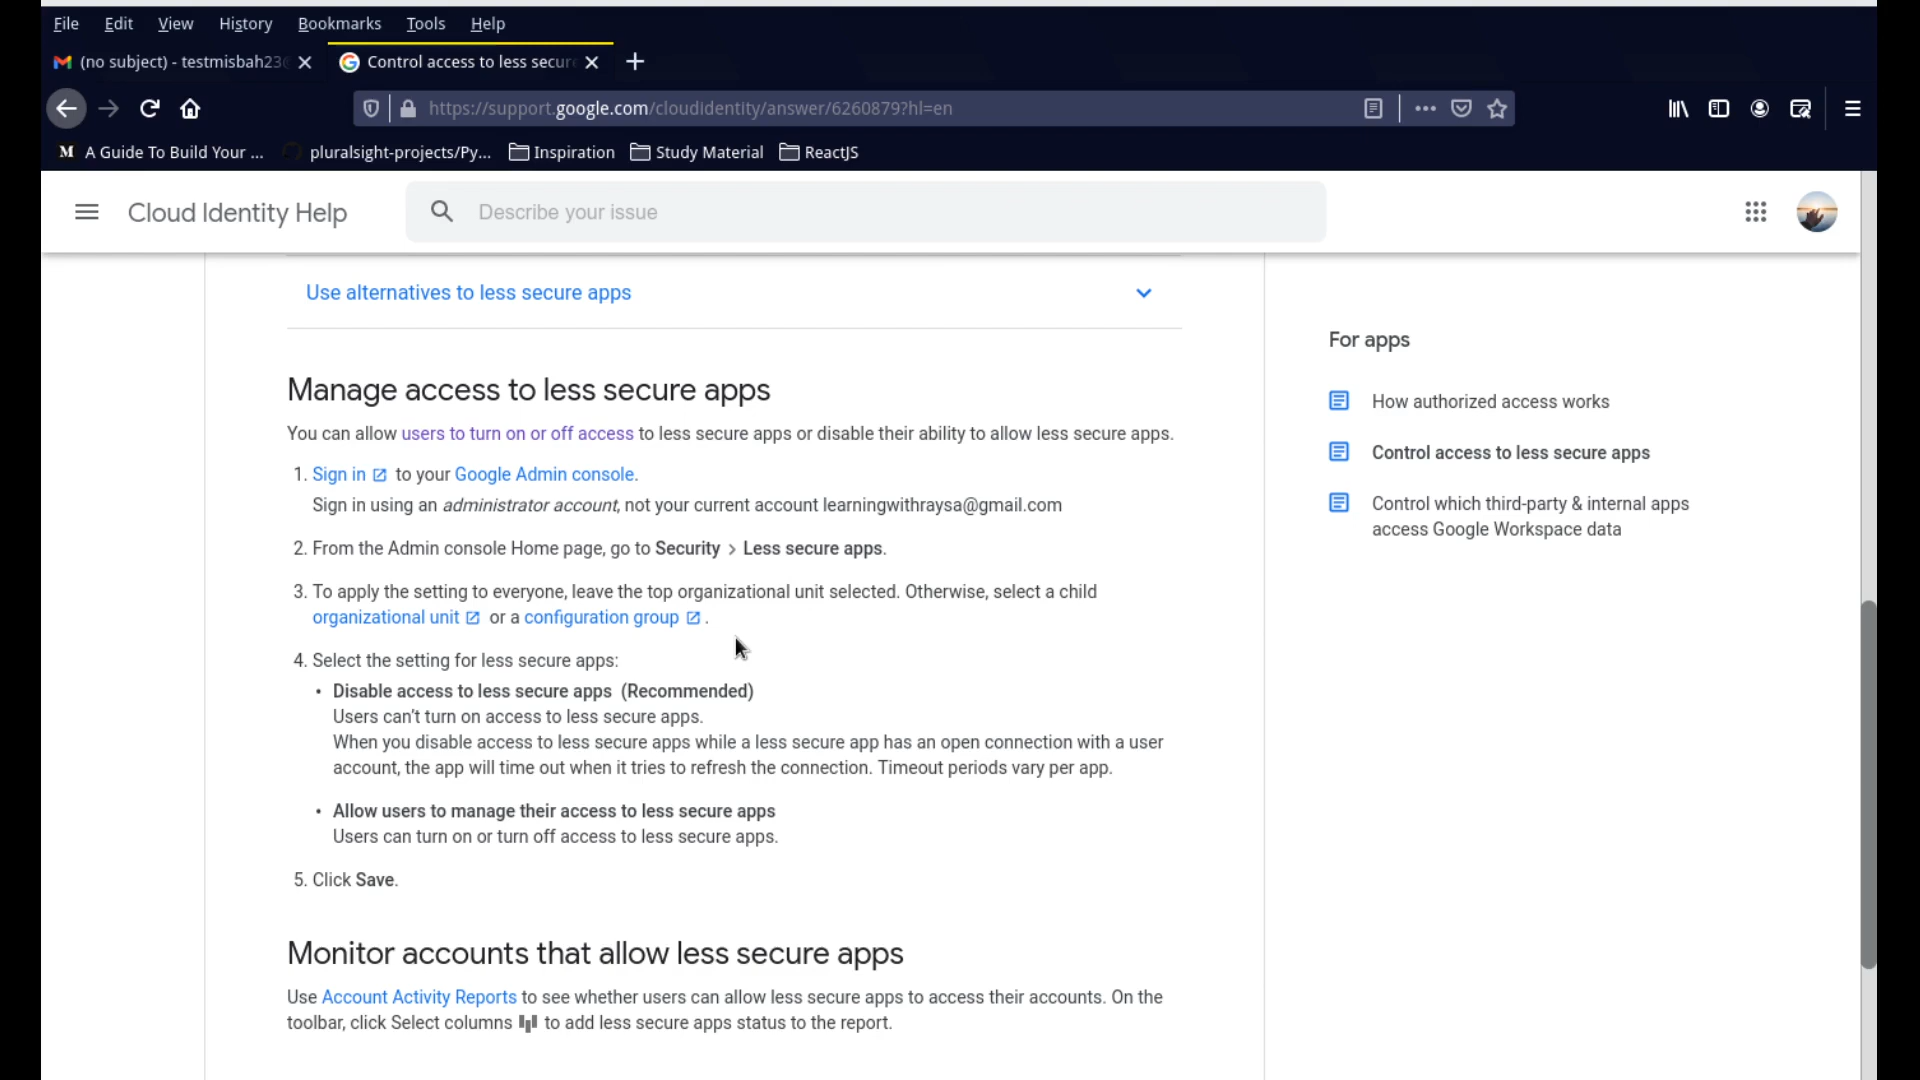 File Edit View History Bookmarks Tools Help
(no subject) - testmisbah23
Control access to less secur
https://support.google.com/cloudidentity/answer/6260879?hl=en
M A Guide To Build Your ... pluralsight-projects/Py... Inspiration Study Material ReactJS
Cloud Identity Help
Describe your issue
Use alternatives to less secure apps
Manage access to less secure apps
You can allow users to turn on or off access to less secure apps or disable their ability to allow less secure apps.
1. Sign in to your Google Admin console.
Sign in using an administrator account, not your current account learningwithraysa@gmail.com
2. From the Admin console Home page, go to Security > Less secure apps.
3. To apply the setting to everyone, leave the top organizational unit selected. Otherwise, select a child
organizational unit or a configuration group .
4. Select the setting for less secure apps:
• Disable access to less secure apps (Recommended)
Users can't turn on access to less secure apps.
When you disable access to less secure apps while a less secure app has an open connection with a user
account, the app will time out when it tries to refresh the connection. Timeout periods vary per app.
• Allow users to manage their access to less secure apps
Users can turn on or turn off access to less secure apps.
5. Click Save.
Monitor accounts that allow less secure apps
Use Account Activity Reports to see whether users can allow less secure apps to access their accounts. On the
toolbar, click Select columns to add less secure apps status to the report.
For apps
How authorized access works
Control access to less secure apps
Control which third-party & internal apps
access Google Workspace data